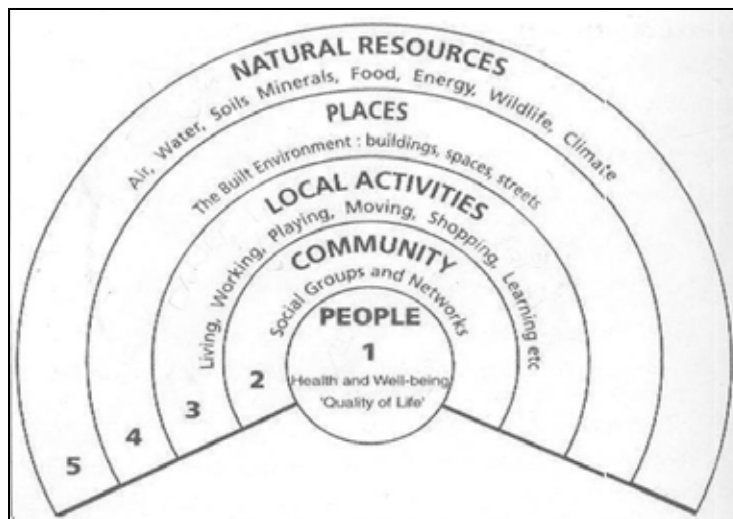 NATURAL RESOURCES
Air, Water, Soils Minerals, Food, Energy, Wildlife, Climate
PLACES
The Built Environment : buildings, spaces, streets
LOCAL ACTIVITIES
Living, Working, Playing, Moving, Shopping, Learning etc
COMMUNITY
Social Groups and Networks
PEOPLE
1
Health and Well-being
'Quality of Life'
2
3
4
5